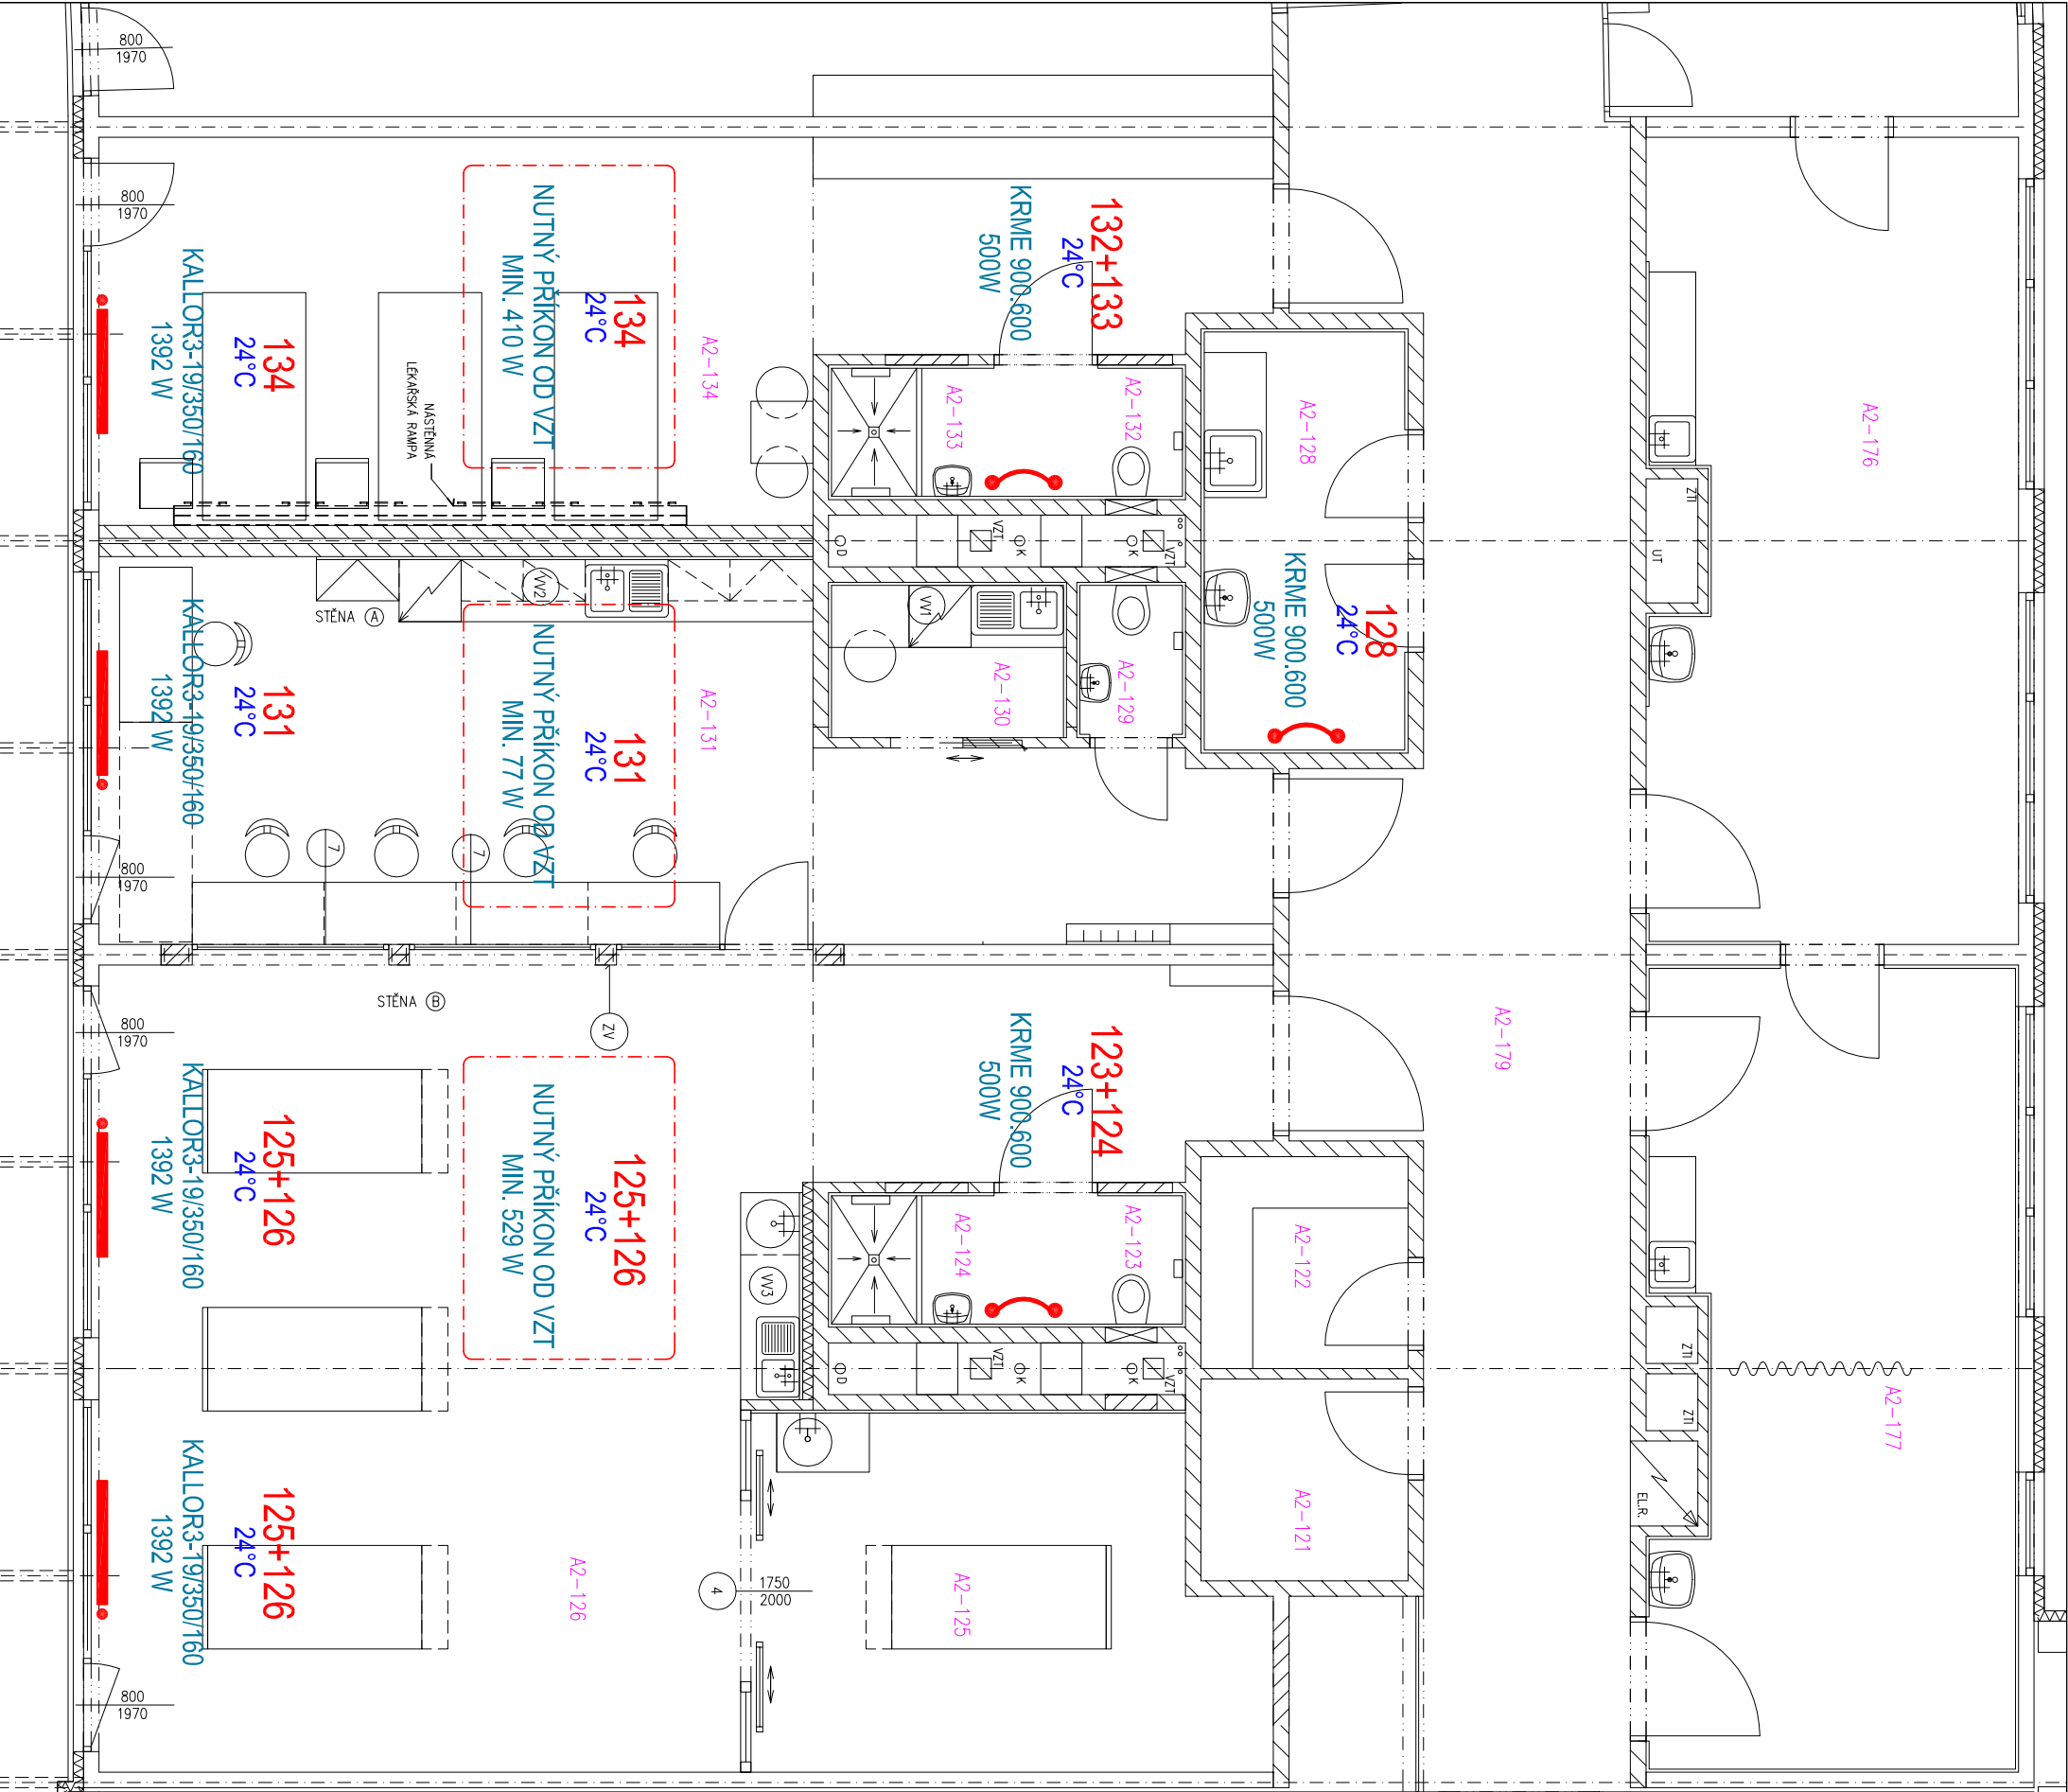 800
1970
800
1970
NUTNÝ PŘÍKON OD VZT
MIN. 410 W
134
24°C
KRME 900.600
500W
132+133
24°C
KALLOR3-19/350/160
1392 W
134
24°C
NÁSTĚNNÁ
LÉKAŘSKÁ RAMPA
A2-134
A2-133
A2-132
A2-128
A2-176
ZTI
UT
D
VZT
K
K
VZT
KRME 900.600
500W
128
24°C
STĚNA A
VV2
VV1
KALLOR3-19/350/160
1392 W
131
24°C
NUTNÝ PŘÍKON OD VZT
MIN. 77 W
131
24°C
A2-131
A2-130
A2-129
7
7
800
1970
STĚNA B
ZV
800
1970
A2-179
KRME 900.600
500W
123+124
24°C
KALLOR3-19/350/160
1392 W
125+126
24°C
NUTNÝ PŘÍKON OD VZT
MIN. 529 W
125+126
24°C
VV3
A2-124
A2-123
A2-122
D
VZT
K
K
VZT
ZTI
ZTI
EL.R.
A2-177
KALLOR3-19/350/160
1392 W
125+126
24°C
A2-126
4
1750
2000
A2-125
A2-121
800
1970